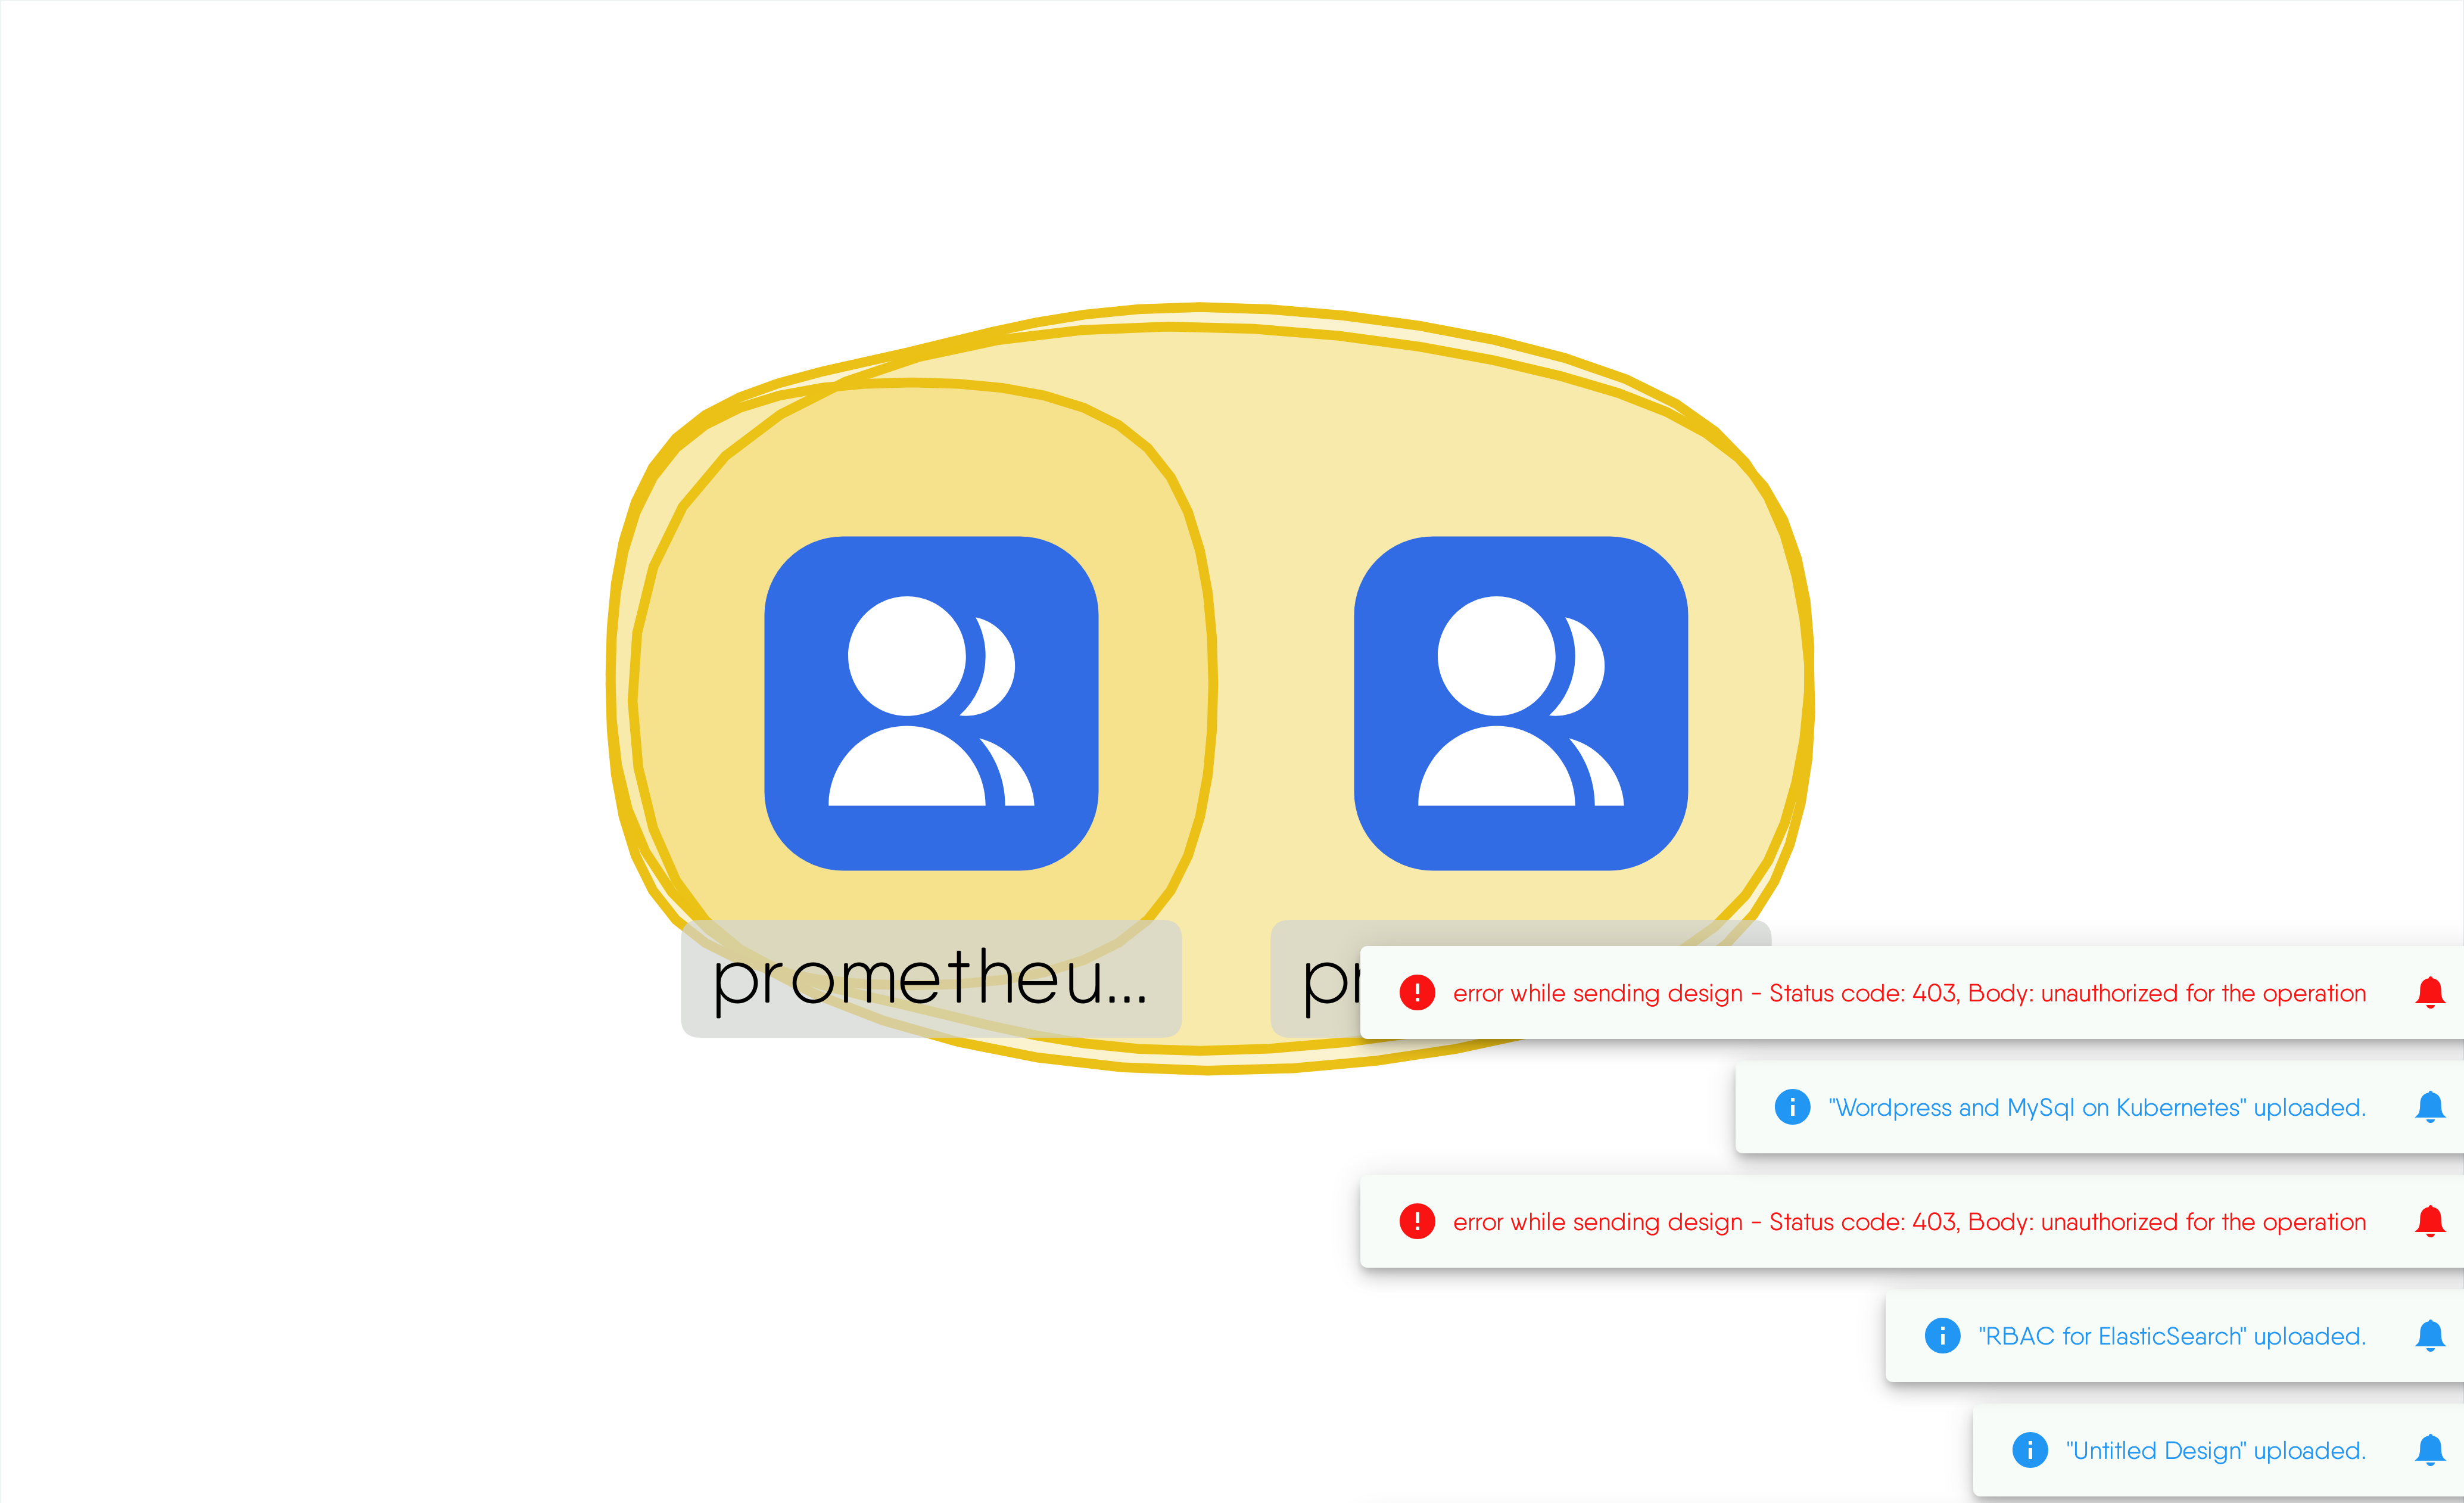 prometheu...
error while sending design - Status code: 403, Body: unauthorized for the operation
"Wordpress and MySql on Kubernetes" uploaded.
error while sending design - Status code: 403, Body: unauthorized for the operation
"RBAC for ElasticSearch" uploaded.
"Untitled Design" uploaded.